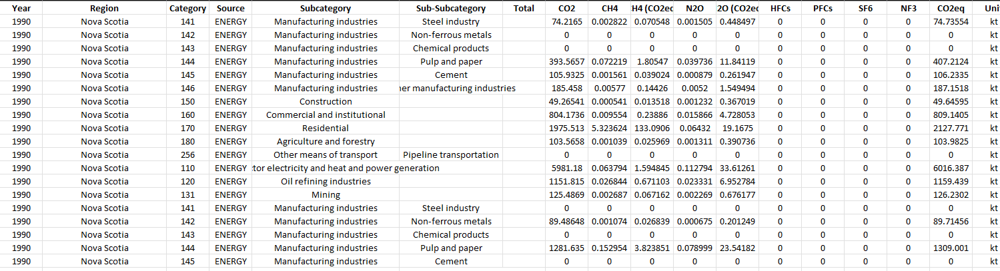 Year Region Category Source Subcategory Sub-Subcategory Total CO2 CH4 H4 (CO2ec N2O 2O (CO2ec HFCs PFCs SF6 NF3 CO2eq Uni
1990 Nova Scotia 141 ENERGY Manufacturing industries Steel industry 74.2165 0.002822 0.070548 0.001505 0.448497 0 0 0 0 74.73554 kt
1990 Nova Scotia 142 ENERGY Manufacturing industries Non-ferrous metals 0 0 0 0 0 0 0 0 0 0 kt
1990 Nova Scotia 143 ENERGY Manufacturing industries Chemical products 0 0 0 0 0 0 0 0 0 0 kt
1990 Nova Scotia 144 ENERGY Manufacturing industries Pulp and paper 393.5657 0.072219 1.80547 0.039736 11.84119 0 0 0 0 407.2124 kt
1990 Nova Scotia 145 ENERGY Manufacturing industries Cement 105.9325 0.001561 0.039024 0.000879 0.261947 0 0 0 0 106.2335 kt
1990 Nova Scotia 146 ENERGY Manufacturing industries ner manufacturing industries 185.458 0.00577 0.14426 0.0052 1.549494 0 0 0 0 187.1518 kt
1990 Nova Scotia 150 ENERGY Construction 49.26541 0.000541 0.013518 0.001232 0.367019 0 0 0 0 49.64595 kt
1990 Nova Scotia 160 ENERGY Commercial and institutional 804.1736 0.009554 0.23886 0.015866 4.728053 0 0 0 0 809.1405 kt
1990 Nova Scotia 170 ENERGY Residential 1975.513 5.323624 133.0906 0.06432 19.1675 0 0 0 0 2127.771 kt
1990 Nova Scotia 180 ENERGY Agriculture and forestry 103.5658 0.001039 0.025969 0.001311 0.390736 0 0 0 0 103.9825 kt
1990 Nova Scotia 256 ENERGY Other means of transport Pipeline transportation 0 0 0 0 0 0 0 0 0 0 kt
1990 Nova Scotia 110 ENERGY tor electricity and heat and power generation 5981.18 0.063794 1.594845 0.112794 33.61261 0 0 0 0 6016.387 kt
1990 Nova Scotia 120 ENERGY Oil refining industries 1151.815 0.026844 0.671103 0.023331 6.952784 0 0 0 0 1159.439 kt
1990 Nova Scotia 131 ENERGY Mining 125.4869 0.002687 0.067162 0.002269 0.676177 0 0 0 0 126.2302 kt
1990 Nova Scotia 141 ENERGY Manufacturing industries Steel industry 0 0 0 0 0 0 0 0 0 0 kt
1990 Nova Scotia 142 ENERGY Manufacturing industries Non-ferrous metals 89.48648 0.001074 0.026839 0.000675 0.201249 0 0 0 0 89.71456 kt
1990 Nova Scotia 143 ENERGY Manufacturing industries Chemical products 0 0 0 0 0 0 0 0 0 0 kt
1990 Nova Scotia 144 ENERGY Manufacturing industries Pulp and paper 1281.635 0.152954 3.823851 0.078999 23.54182 0 0 0 0 1309.001 kt
1990 Nova Scotia 145 ENERGY Manufacturing industries Cement 0 0 0 0 0 0 0 0 0 0 kt